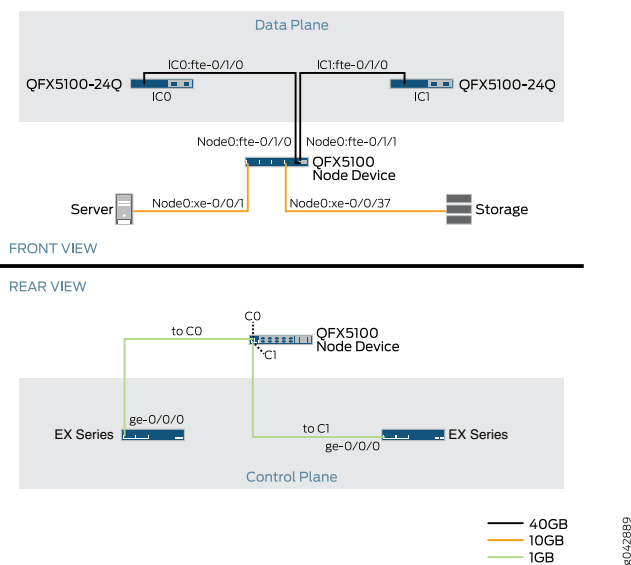 Data Plane
IC0:fte-0/1/0
IC1:fte-0/1/0
QFX5100-24Q
IC0
IC1
QFX5100-24Q
Node0:fte-0/1/0
Node0:fte-0/1/1
QFX5100
Node Device
Server
Node0:xe-0/0/1
Node0:xe-0/0/37
Storage
FRONT VIEW
REAR VIEW
C0
to C0
QFX5100
Node Device
C1
ge-0/0/0
EX Series
to C1
ge-0/0/0
EX Series
Control Plane
40GB
10GB
1GB
g042889